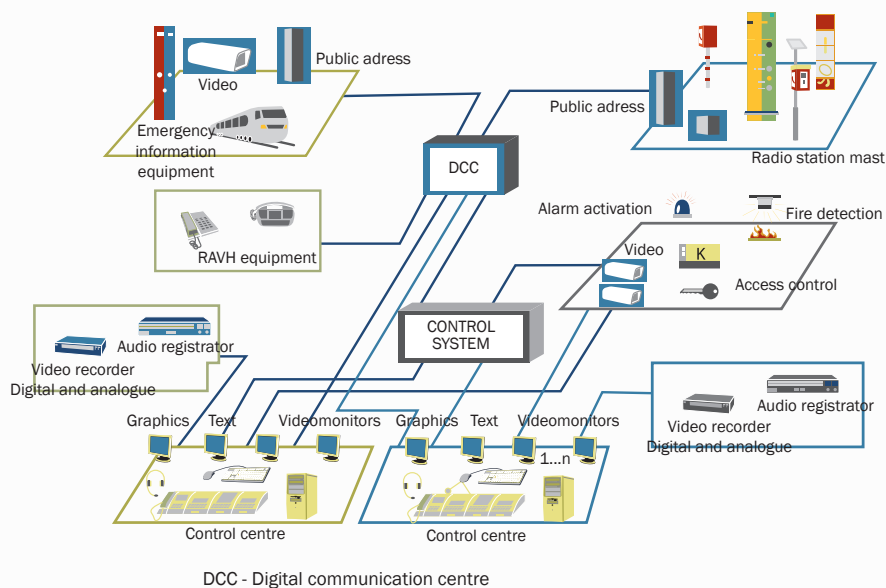 Public adress
Video
Emergency
information
equipment
Public adress
Radio station mast
DCC
Alarm activation
Fire detection
Video
K
Access control
RAVH equipment
CONTROL
SYSTEM
Audio registrator
Video recorder
Digital and analogue
Audio registrator
Video recorder
Digital and analogue
Graphics Text Videomonitors
Graphics Text Videomonitors
1...n
Control centre
Control centre
DCC - Digital communication centre